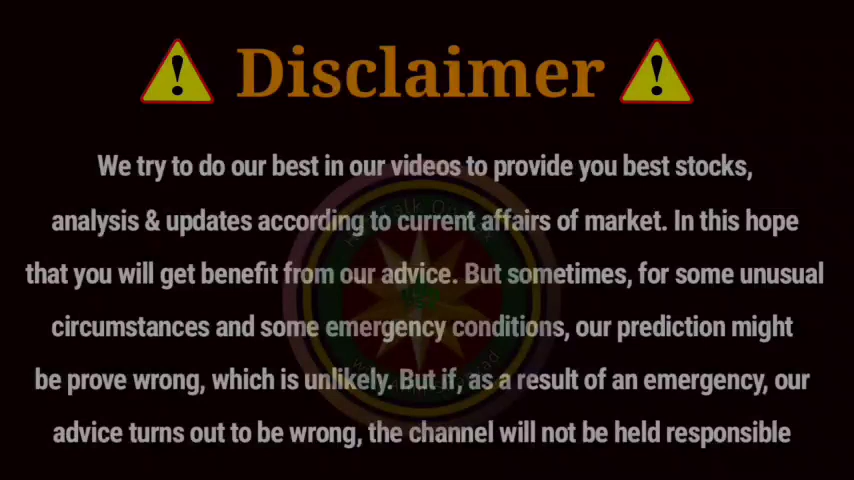 Disclaimer
We try to do our best in our videos to provide you best stocks,
analysis & updates according to current affairs of market. In this hope
that you will get benefit from our advice. But sometimes, for some unusual
circumstances and some emergency conditions, our prediction might
be prove wrong, which is unlikely. But if, as a result of an emergency, our
advice turns out to be wrong, the channel will not be held responsible